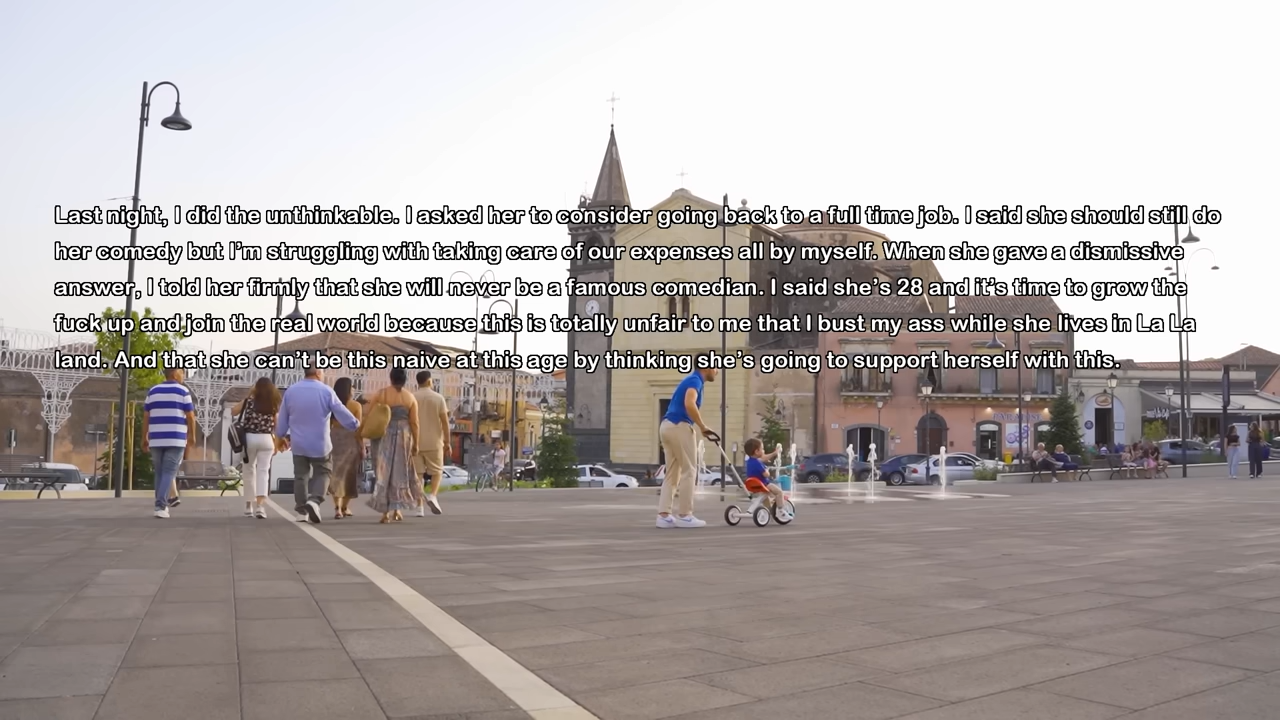 Last night, I did the unthinkable. I asked her to consider going back to a full time job. I said she should still do
her comedy but I'm struggling with taking care of our expenses all by myself. When she gave a dismissive
answer, I told her firmly that she will never be a famous comedian. I said she's 28 and it's time to grow the
fuck up and join the real world because this is totally unfair to me that I bust my ass while she lives in La La
land. And that she can't be this naive at this age by thinking she's going to support herself with this.